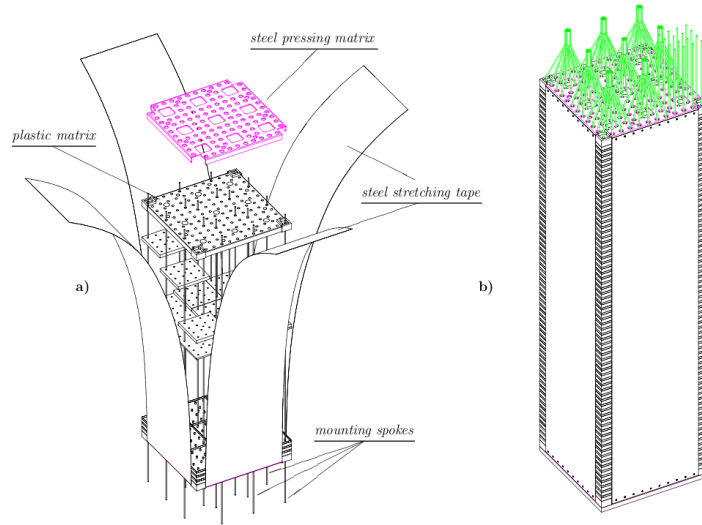 steel pressing matrix
plastic matrix
steel stretching tape
a)
b)
mounting spokes